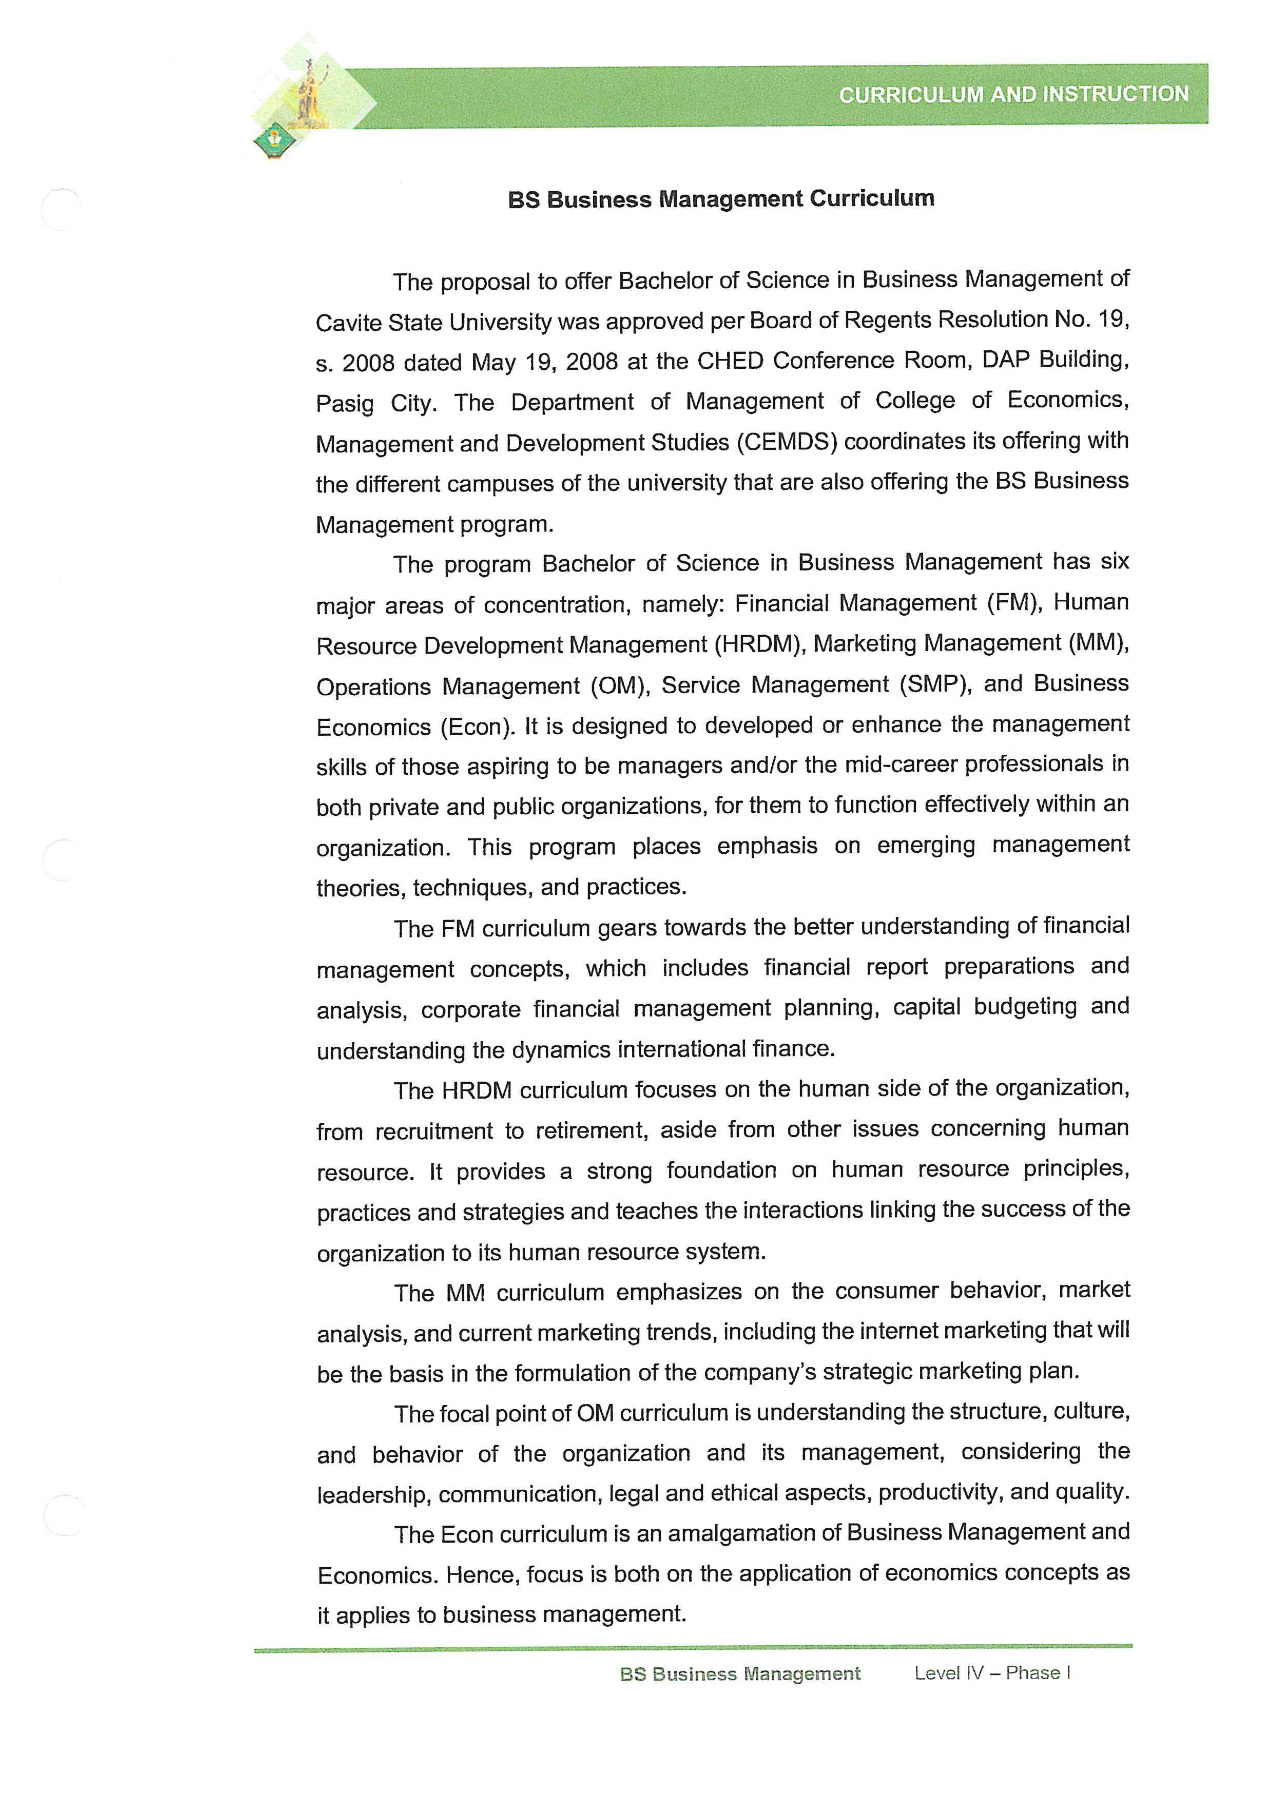 CURRICULUM AND INSTRUCTION
BS Business Management Curriculum
The proposal to offer Bachelor of Science in Business Management of
Cavite State University was approved per Board of Regents Resolution No. 19,
s. 2008 dated May 19, 2008 at the CHED Conference Room, DAP Building,
Pasig City. The Department of Management of College of Economics,
Management and Development Studies (CEMDS) coordinates its offering with
the different campuses of the university that are also offering the BS Business
Management program.
The program Bachelor of Science in Business Management has six
major areas of concentration, namely: Financial Management (FM), Human
Resource Development Management (HRDM), Marketing Management (MM),
Operations Management (OM), Service Management (SMP), and Business
Economics (Econ). It is designed to developed or enhance the management
skills of those aspiring to be managers and/or the mid-career professionals in
both private and public organizations, for them to function effectively within an
organization. This program places emphasis on emerging management
theories, techniques, and practices.
The FM curriculum gears towards the better understanding of financial
management concepts, which includes financial report preparations and
analysis, corporate financial management planning, capital budgeting and
understanding the dynamics international finance.
The HRDM curriculum focuses on the human side of the organization,
from recruitment to retirement, aside from other issues concerning human
resource. It provides a strong foundation on human resource principles,
practices and strategies and teaches the interactions linking the success of the
organization to its human resource system.
The MM curriculum emphasizes on the consumer behavior, market
analysis, and current marketing trends, including the internet marketing that will
be the basis in the formulation of the company's strategic marketing plan.
The focal point of OM curriculum is understanding the structure, culture,
and behavior of the organization and its management, considering the
leadership, communication, legal and ethical aspects, productivity, and quality.
The Econ curriculum is an amalgamation of Business Management and
Economics. Hence, focus is both on the application of economics concepts as
it applies to business management.
BS Business Management Level IV – Phase I